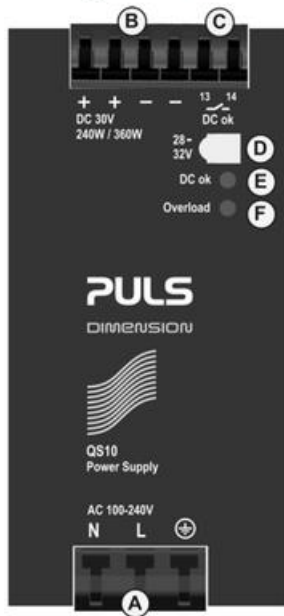 B C
+ + − − 13 14
DC 30V
240W / 360W
DC ok
28-
32V
D
DC ok E
Overload F
PULS
DIMENSION
QS10
Power Supply
AC 100-240V
N L
A